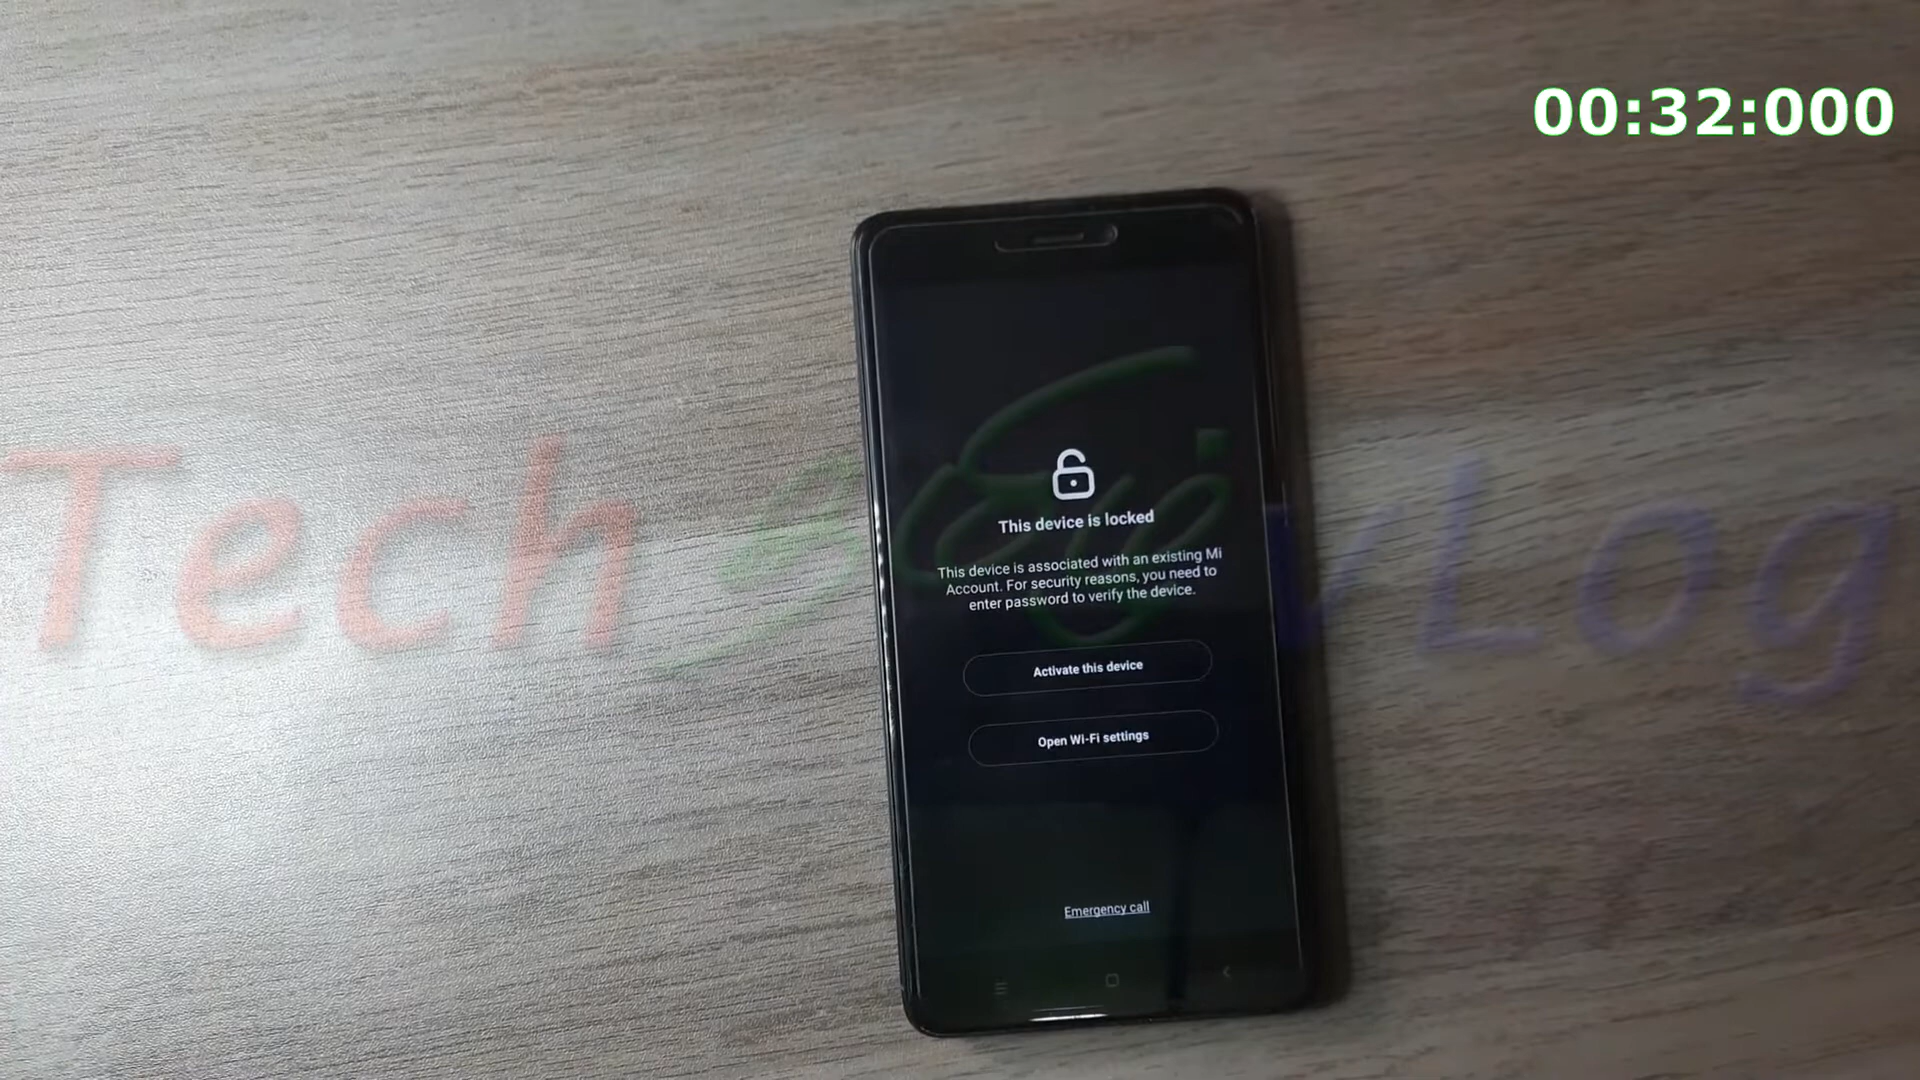 00:32:000
This device is locked
This device is associated with an existing Mi
Account. For security reasons, you need to
enter password to verify the device.
Activate this device
Open Wi-Fi settings
Emergency call
Tech
vLog